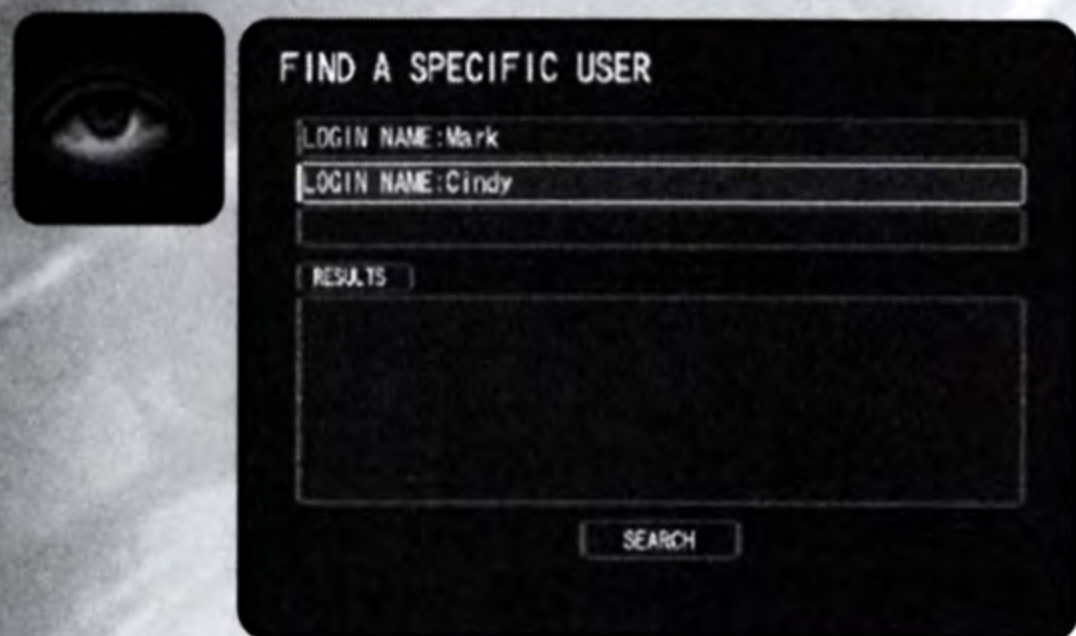 FIND A SPECIFIC USER
LOGIN NAME:Mark
LOGIN NAME:Cindy
RESULTS
SEARCH